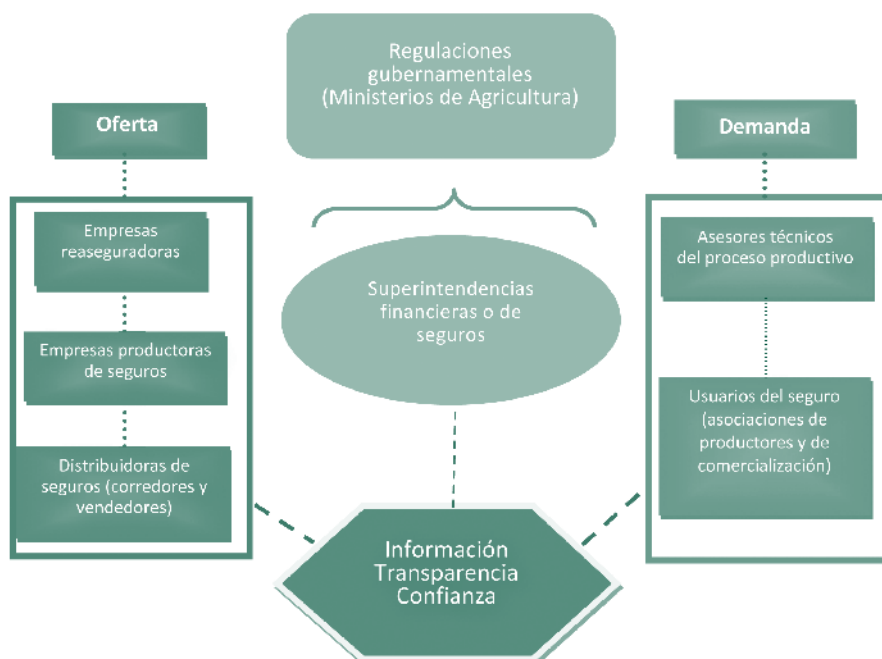 Regulaciones
gubernamentales
(Ministerios de Agricultura)
Oferta
Demanda
Empresas
reaseguradoras
Empresas productoras
de seguros
Distribuidoras de
seguros (corredores y
vendedores)
Superintendencias
financieras o de
seguros
Asesores técnicos
del proceso productivo
Usuarios del seguro
(asociaciones de
productores y de
comercialización)
Información
Transparencia
Confianza